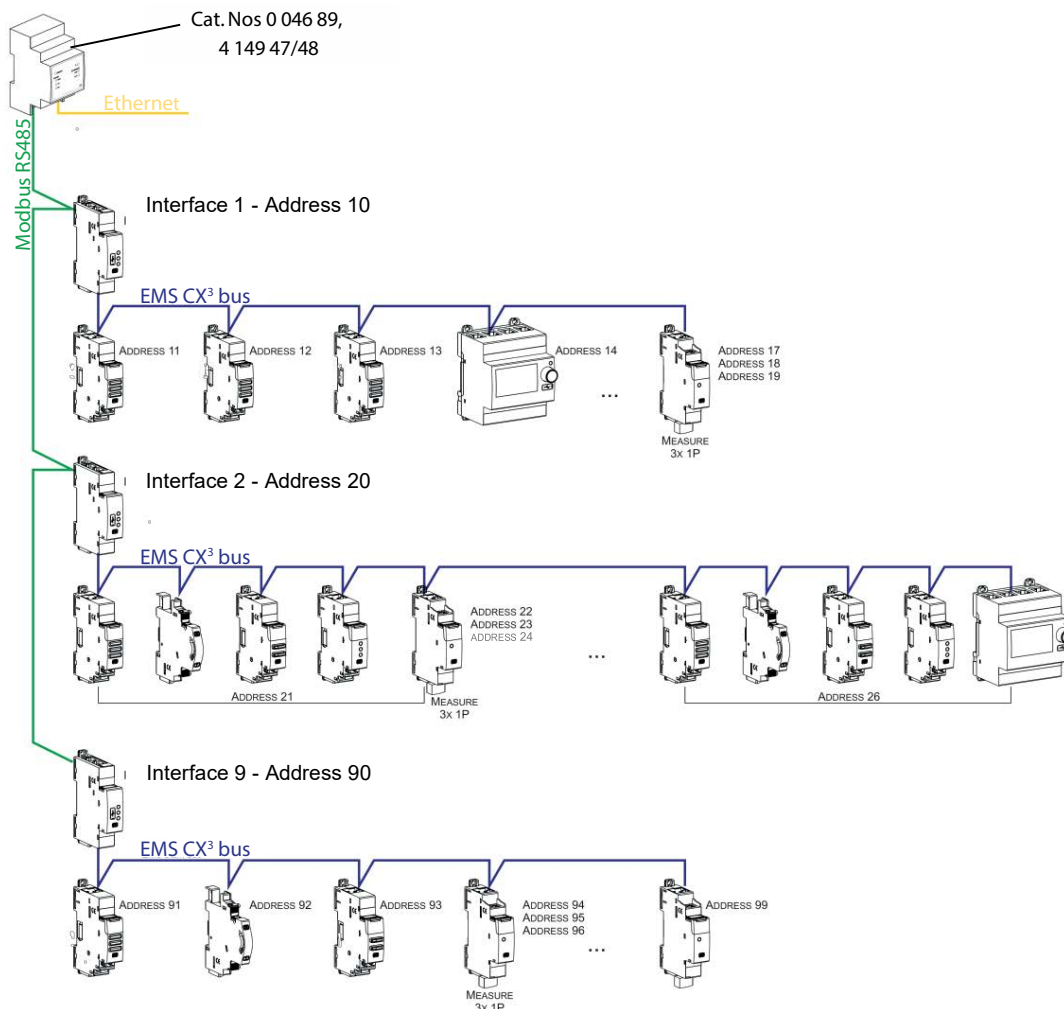 Cat. Nos 0 046 89,
4 149 47/48
Ethernet
Modbus RS485
Interface 1 - Address 10
EMS CX³ bus
ADDRESS 11
ADDRESS 12
ADDRESS 13
ADDRESS 14
ADDRESS 17
ADDRESS 18
ADDRESS 19
...
MEASURE
3X 1P
Interface 2 - Address 20
EMS CX³ bus
ADDRESS 22
ADDRESS 23
ADDRESS 24
...
ADDRESS 21
ADDRESS 26
MEASURE
3X 1P
Interface 9 - Address 90
EMS CX³ bus
ADDRESS 91
ADDRESS 92
ADDRESS 93
ADDRESS 94
ADDRESS 95
ADDRESS 96
ADDRESS 99
...
MEASURE
3X 1P